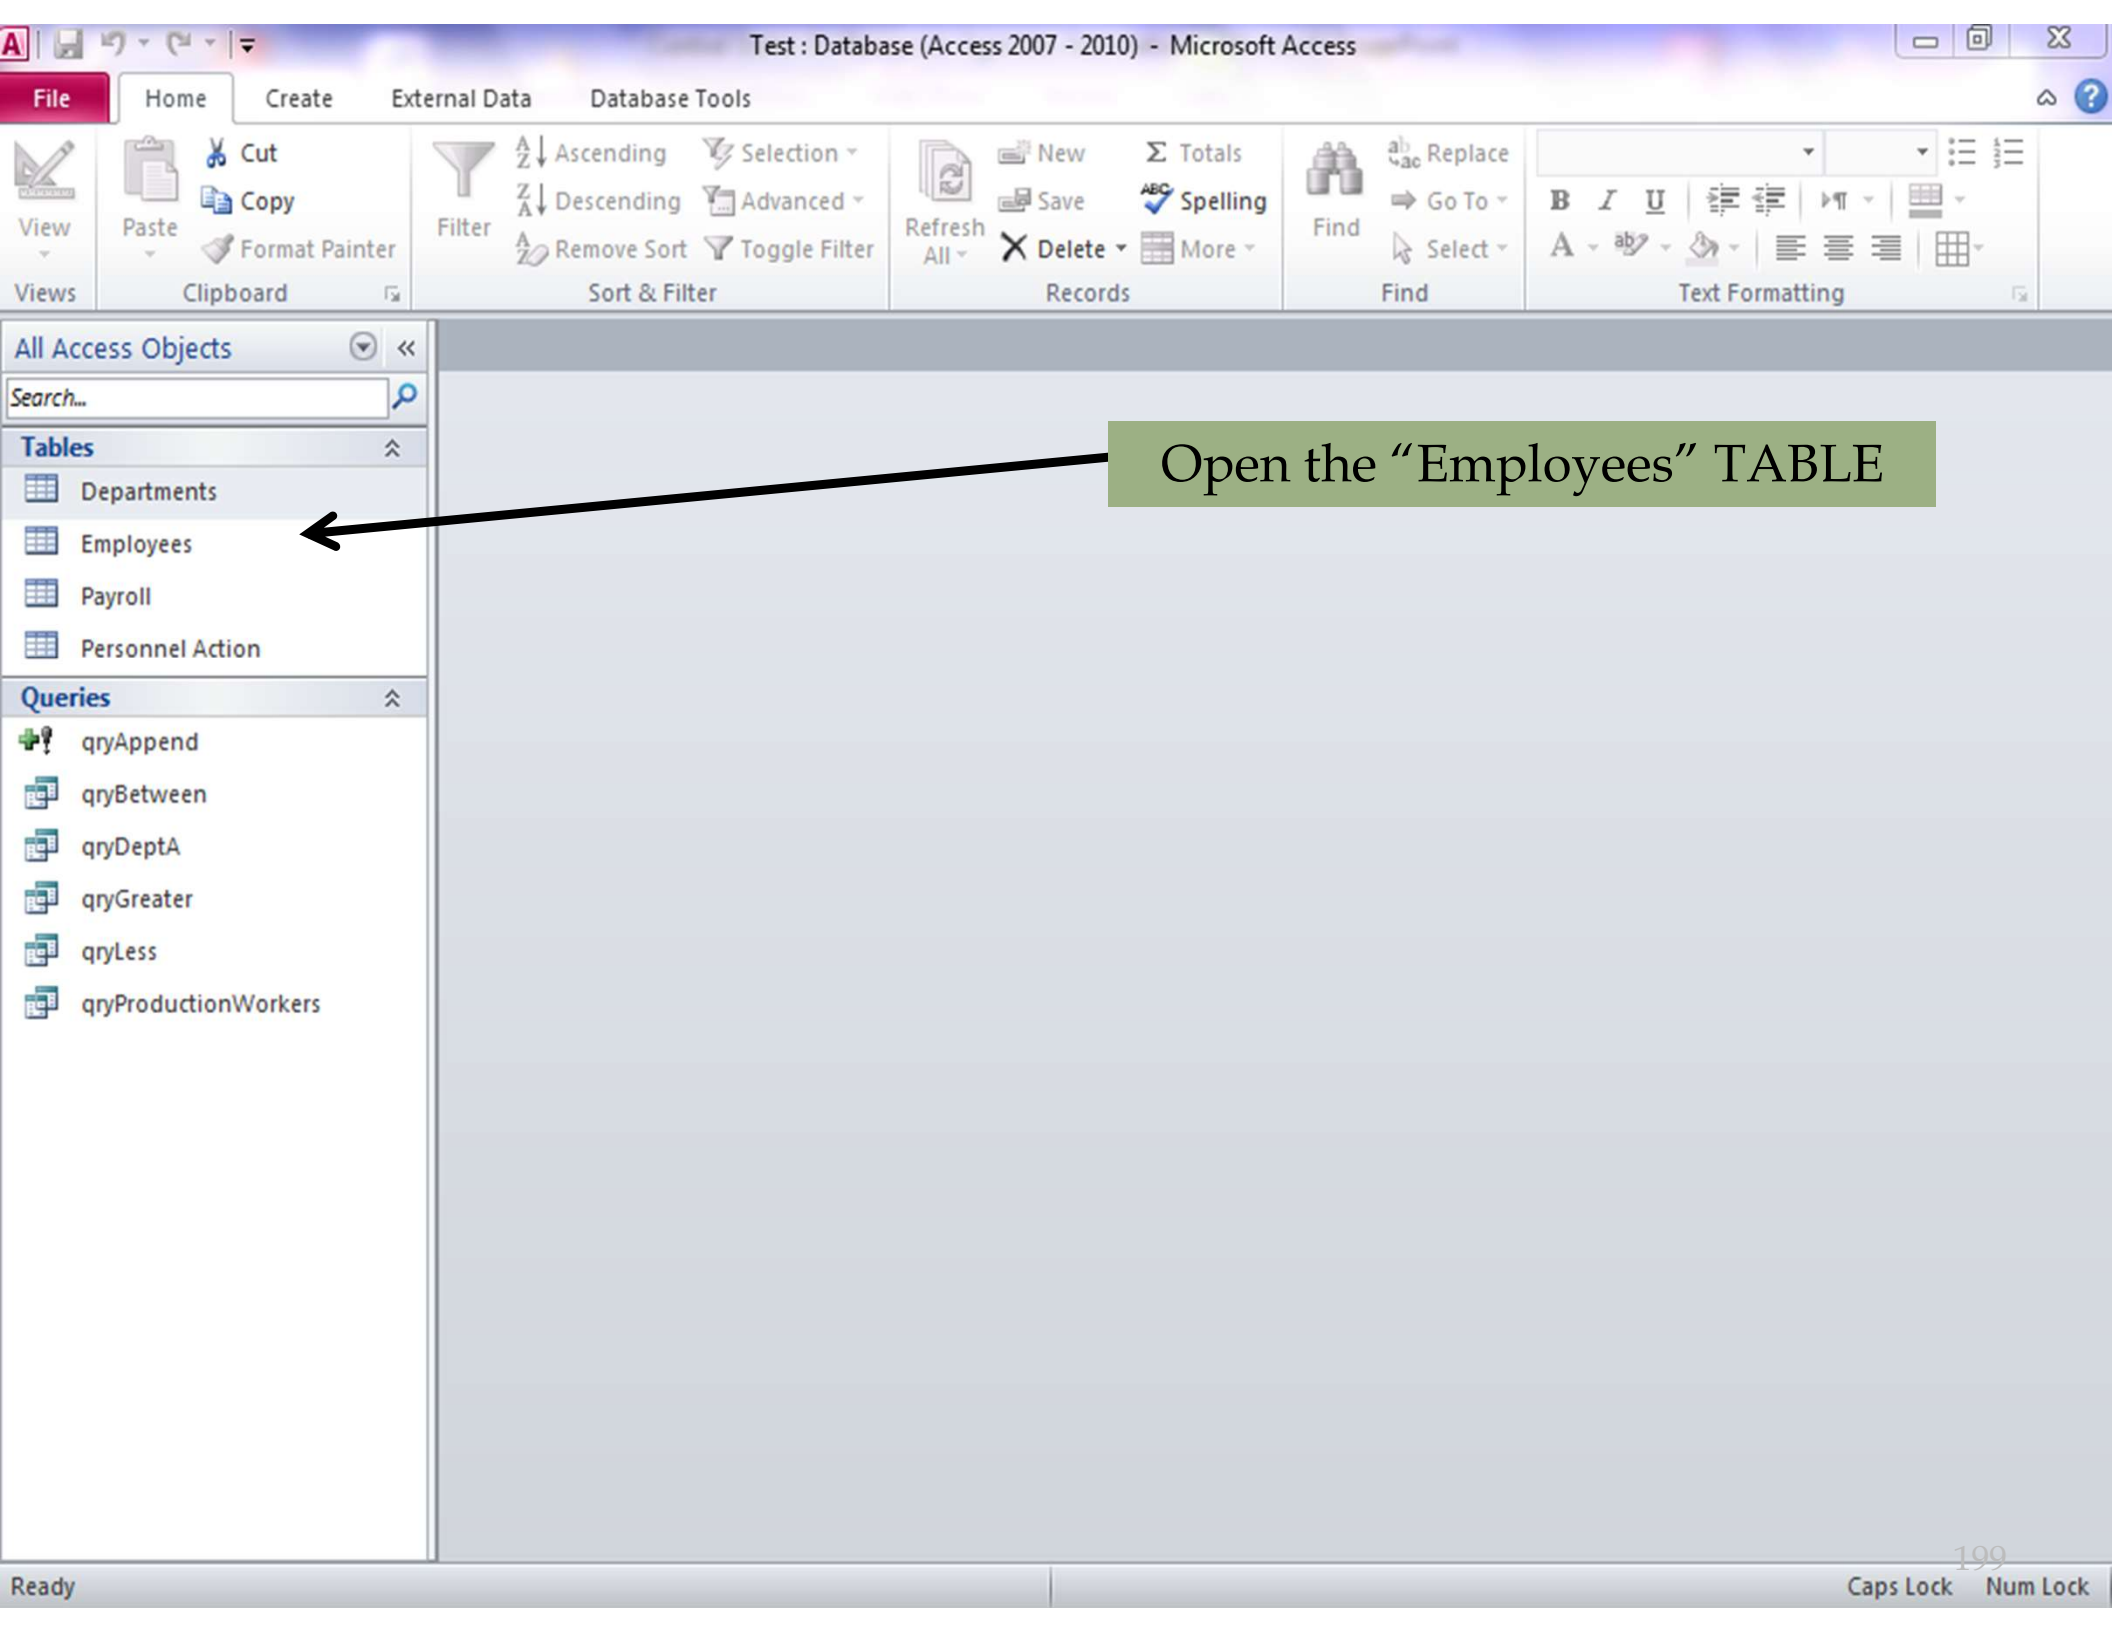 Test : Database (Access 2007 - 2010) - Microsoft Access
File Home Create External Data Database Tools
View
Views
Paste
Cut
Copy
Format Painter
Clipboard
Filter
Ascending
Descending
Remove Sort
Selection
Advanced
Toggle Filter
Sort & Filter
Refresh
All
New
Save
Delete
Totals
Spelling
More
Records
Find
Replace
Go To
Select
Find
B I U
A
Text Formatting
All Access Objects
Search...
Tables
Departments
Employees
Payroll
Personnel Action
Queries
qryAppend
qryBetween
qryDeptA
qryGreater
qryLess
qryProductionWorkers
Open the “Employees” TABLE
199
Ready
Caps Lock Num Lock